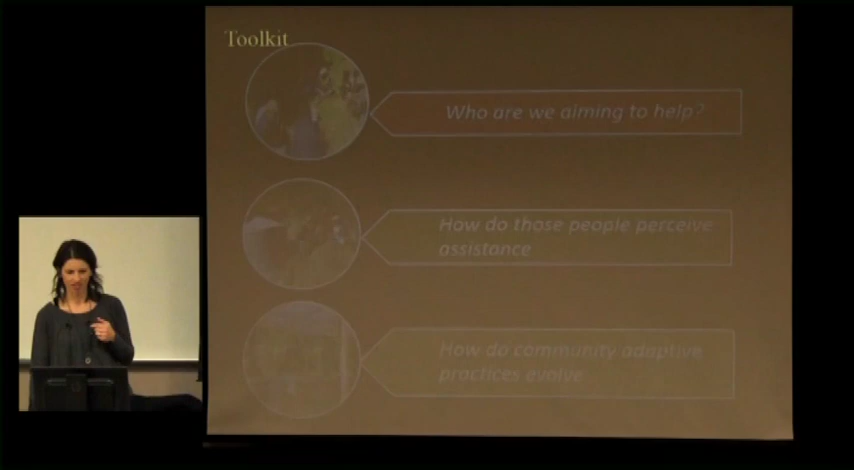 Toolkit
Who are we aiming to help?
How do those people perceive
assistance
How do community adaptive
practices evolve